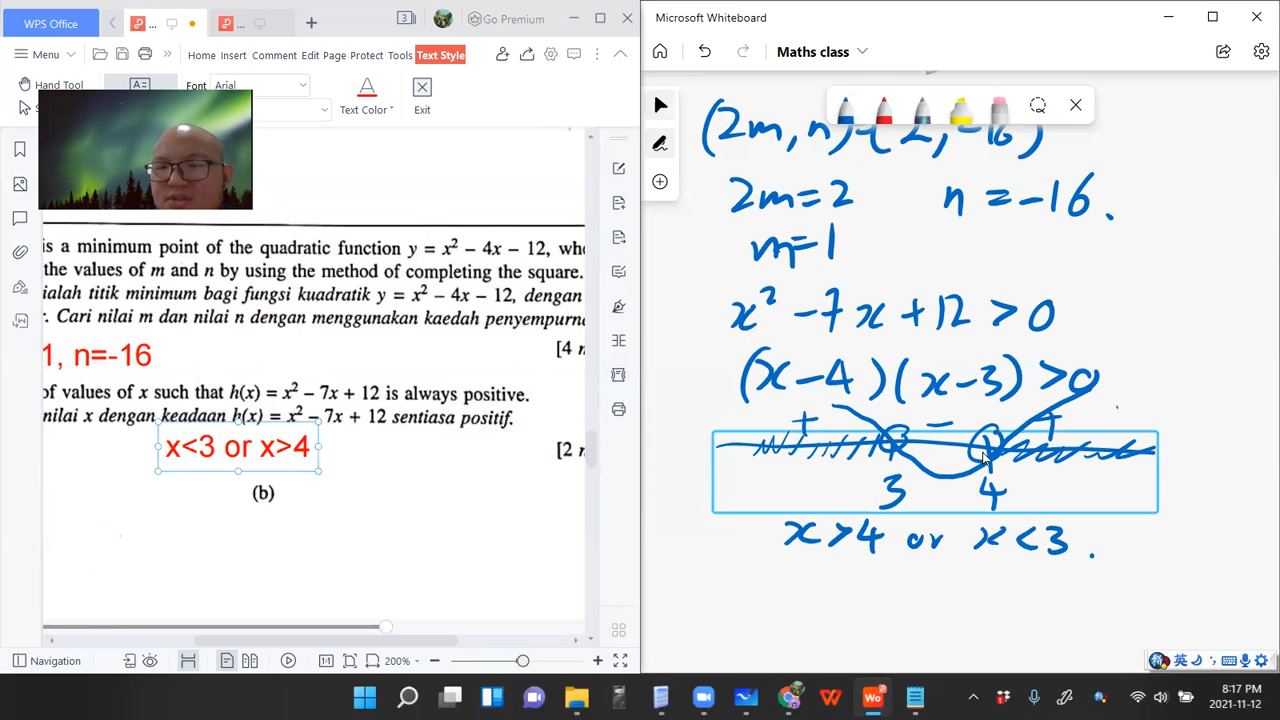 WPS Office
...
...
3
Go Premium
Microsoft Whiteboard
Menu
Home Insert Comment Edit Page Protect Tools Text Style
Maths class
Hand Tool
Font Arial
Text Color
Exit
(2m, n) = (2, -16)
2m = 2 n = -16.
m = 1
is a minimum point of the quadratic function y = x² – 4x – 12, whe
the values of m and n by using the method of completing the square.
ialah titik minimum bagi fungsi kuadratik y = x² – 4x – 12, dengan
r. Cari nilai m dan nilai n dengan menggunakan kaedah penyempurna
1, n=-16
[4 n
of values of x such that h(x) = x² – 7x + 12 is always positive.
nilai x dengan keadaan h(x) = x² – 7x + 12 sentiasa positif.
x<3 or x>4
[2 n
(b)
x² - 7x + 12 > 0
(x-4)(x-3) > 0
+ - +
3 4
x > 4 or x < 3.
Navigation
1:1
200%
英
8:17 PM
2021-11-12